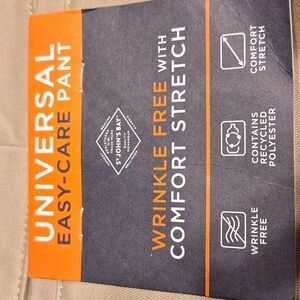 UNIVERSAL
EASY-CARE PANT
ST. JOHN'S BAY
WRINKLE FREE WITH
COMFORT STRETCH
WRINKLE
FREE
CONTAINS
RECYCLED
POLYESTER
COMFORT
STRETCH